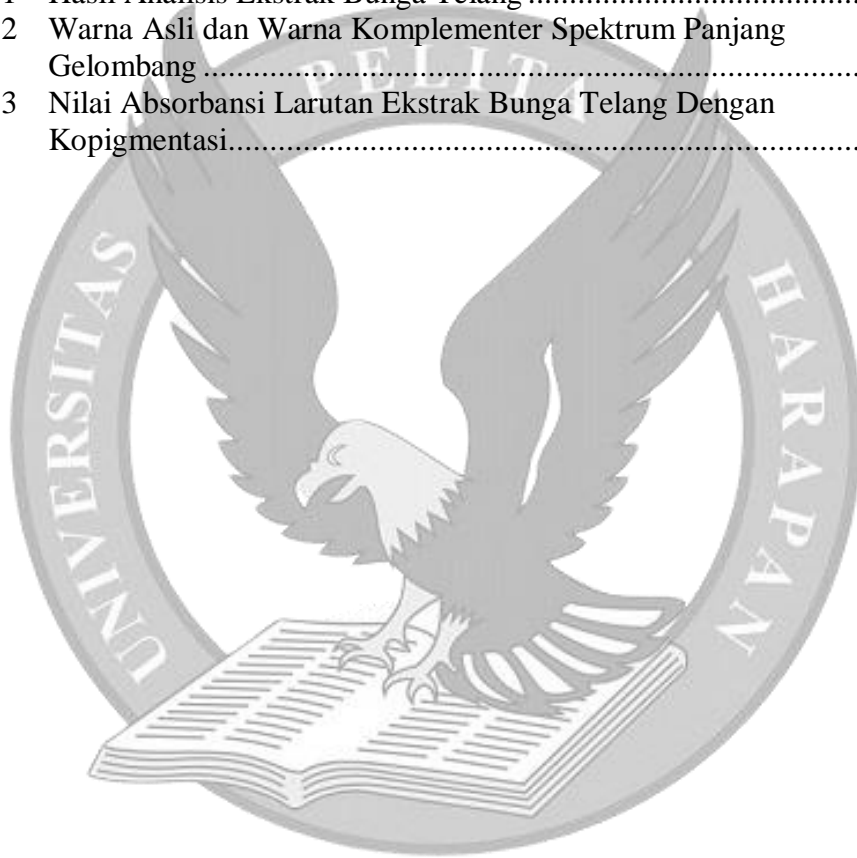 1 Hasil Analisis Ekstrak Bunga Telang ..........................................
2 Warna Asli dan Warna Komplementer Spektrum Panjang
Gelombang ....................................................................................
3 Nilai Absorbansi Larutan Ekstrak Bunga Telang Dengan
Kopigmentasi.................................................................................
UNIVERSITAS PELITA HARAPAN